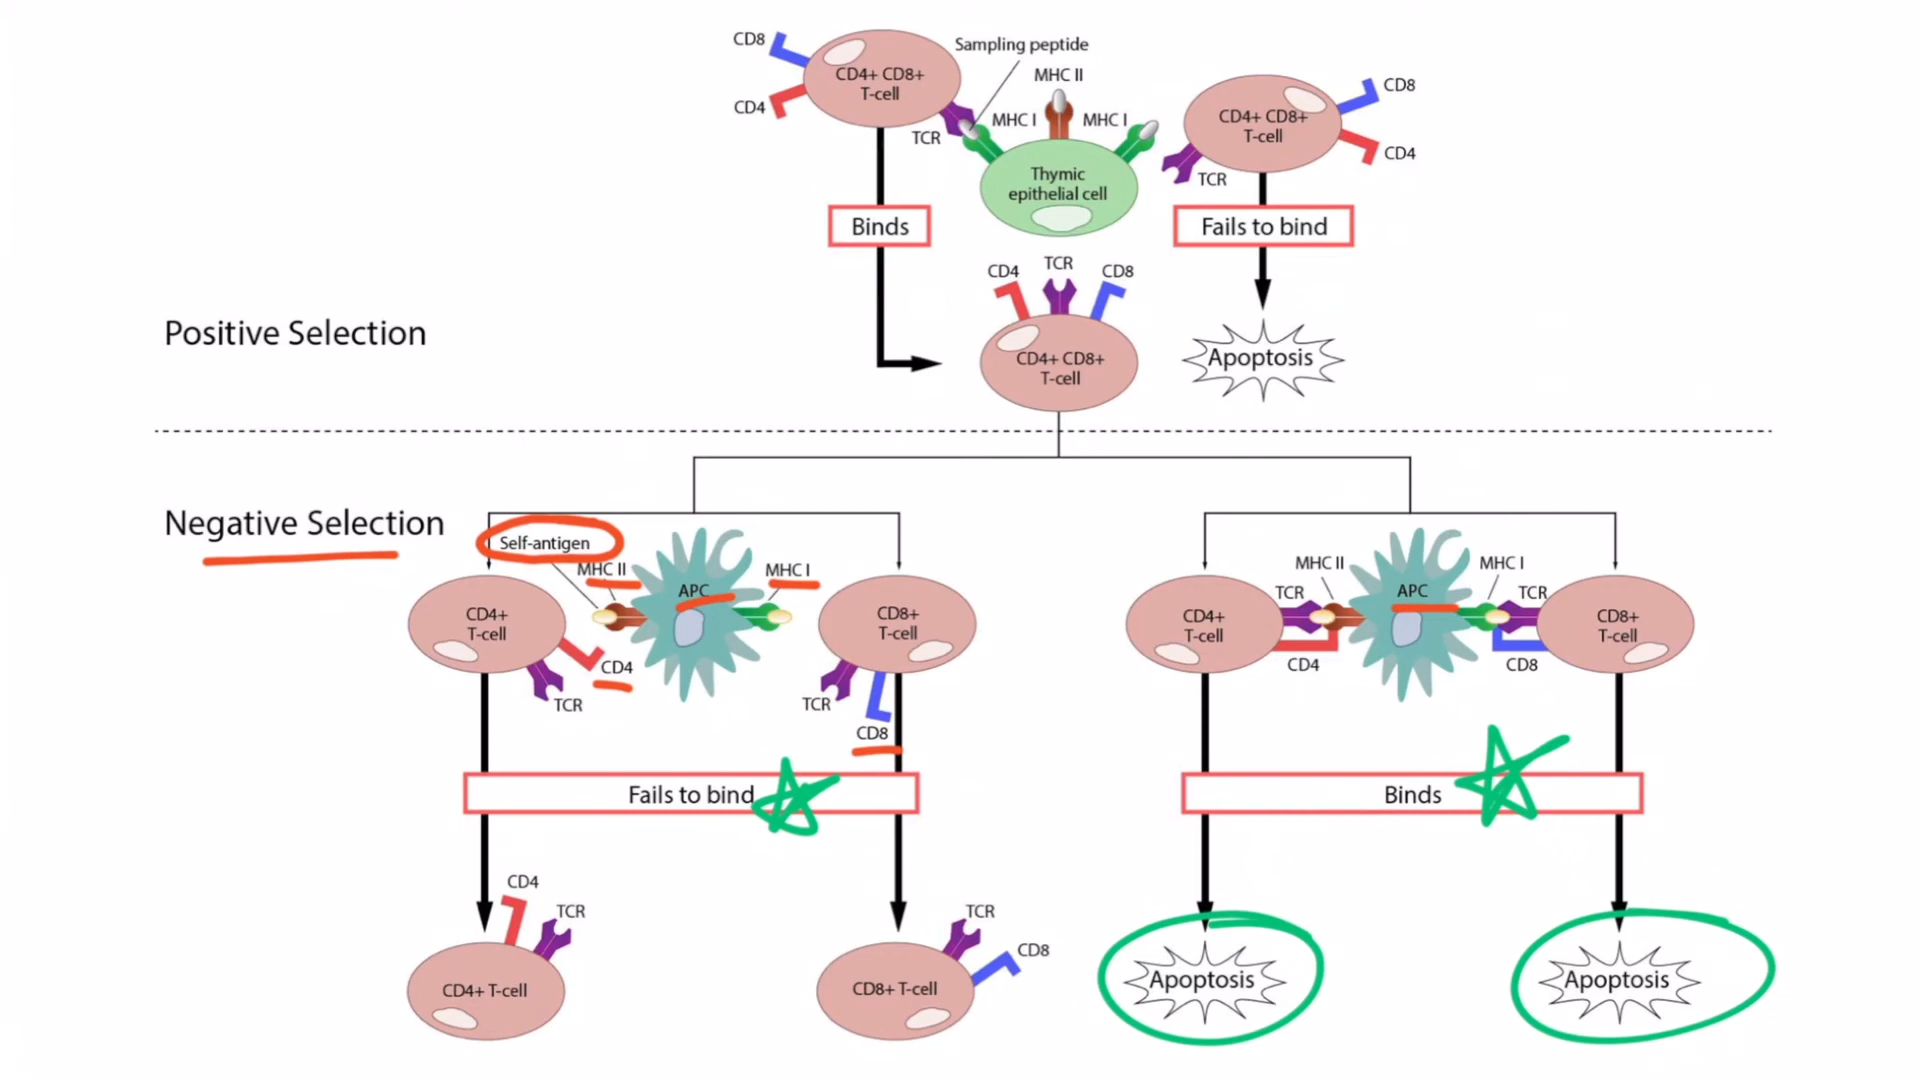 CD8
CD4
CD4+ CD8+
T-cell
TCR
Sampling peptide
MHC II
MHC I
MHC I
Thymic
epithelial cell
CD4+ CD8+
T-cell
CD8
CD4
TCR
Binds
Fails to bind
CD4
TCR
CD8
CD4+ CD8+
T-cell
Apoptosis
Positive Selection
Negative Selection
Self-antigen
MHC II
APC
MHC I
CD4+
T-cell
CD4
TCR
CD8+
T-cell
TCR
CD8
Fails to bind
CD4
TCR
CD4+ T-cell
TCR
CD8
CD8+ T-cell
MHC II
MHC I
TCR
APC
TCR
CD4+
T-cell
CD4
CD8
CD8+
T-cell
Binds
Apoptosis
Apoptosis